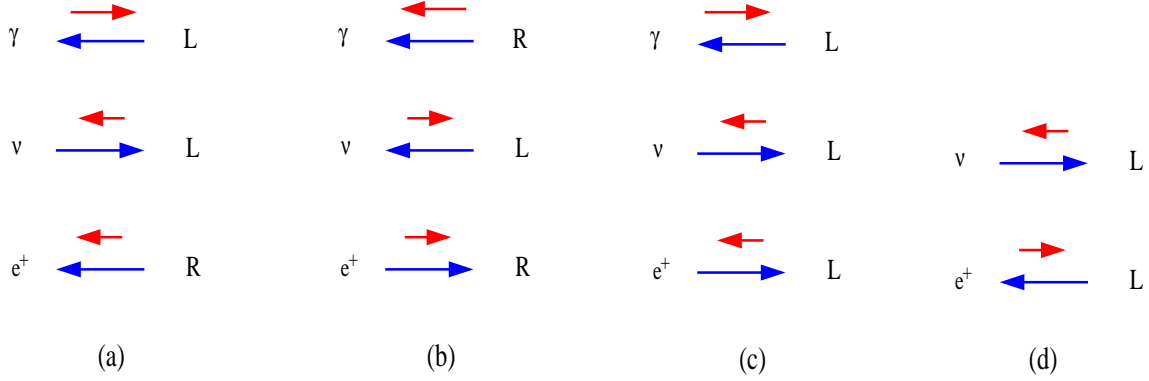 γ L γ R γ L
ν L ν L ν L ν L
e⁺ R e⁺ R e⁺ L e⁺ L
(a) (b) (c) (d)